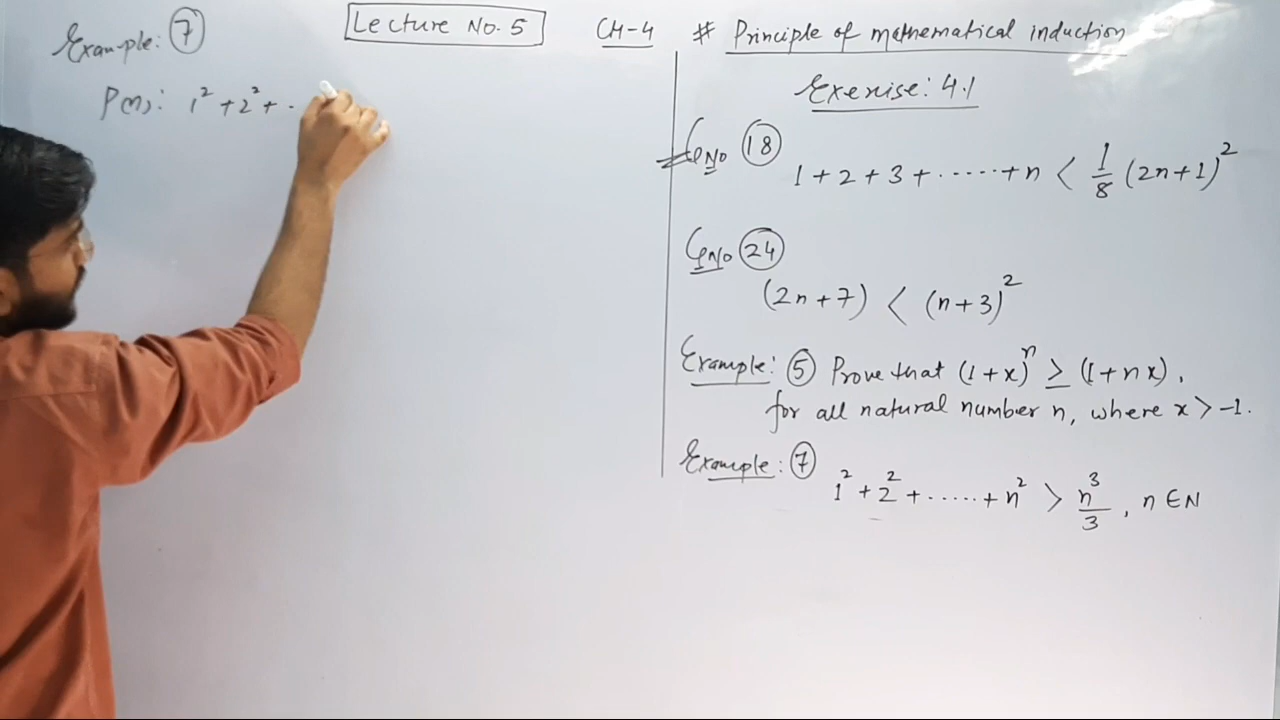 Lecture No. 5
CH-4 # Principle of mathematical induction
Example: 7
P(n): 1² + 2² + ..
Exercise: 4.1
Q No 18
1 + 2 + 3 + ...... + n < 1/8 (2n+1)²
Q No 24
(2n+7) < (n+3)²
Example: 5 Prove that (1+x)ⁿ ≥ (1+nx),
for all natural number n, where x > -1.
Example: 7
1² + 2² + ...... + n² > n³/3, n ∈ N